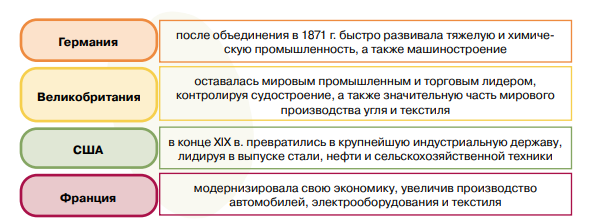 Германия
после объединения в 1871 г. быстро развивала тяжелую и химиче-
скую промышленность, а также машиностроение
Великобритания
оставалась мировым промышленным и торговым лидером,
контролируя судостроение, а также значительную часть мирового
производства угля и текстиля
США
в конце XIX в. превратились в крупнейшую индустриальную державу,
лидируя в выпуске стали, нефти и сельскохозяйственной техники
Франция
модернизировала свою экономику, увеличив производство
автомобилей, электрооборудования и текстиля